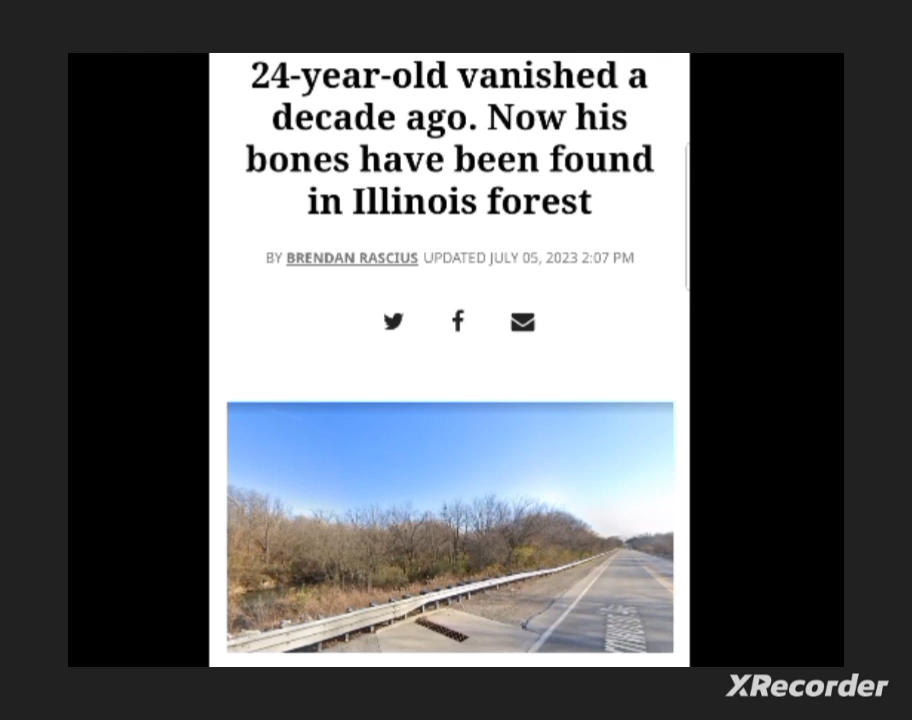 24-year-old vanished a
decade ago. Now his
bones have been found
in Illinois forest
BY BRENDAN RASCIUS UPDATED JULY 05, 2023 2:07 PM
XRecorder